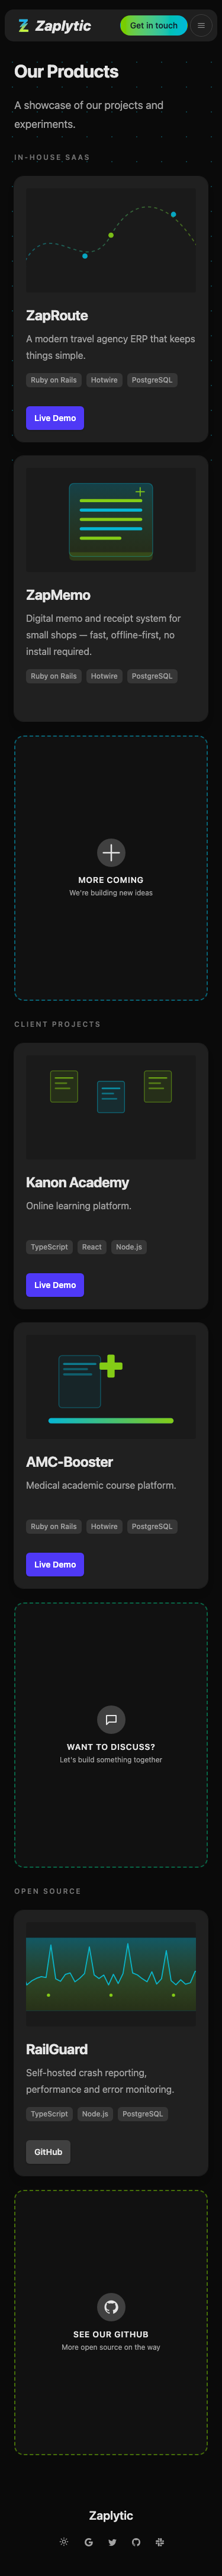 Zaplytic
Get in touch
Our Products
A showcase of our projects and
experiments.
IN-HOUSE SAAS
ZapRoute
A modern travel agency ERP that keeps
things simple.
Ruby on Rails Hotwire PostgreSQL
Live Demo
ZapMemo
Digital memo and receipt system for
small shops — fast, offline-first, no
install required.
Ruby on Rails Hotwire PostgreSQL
MORE COMING
We're building new ideas
CLIENT PROJECTS
Kanon Academy
Online learning platform.
TypeScript React Node.js
Live Demo
AMC-Booster
Medical academic course platform.
Ruby on Rails Hotwire PostgreSQL
Live Demo
WANT TO DISCUSS?
Let's build something together
OPEN SOURCE
RailGuard
Self-hosted crash reporting,
performance and error monitoring.
TypeScript Node.js PostgreSQL
GitHub
SEE OUR GITHUB
More open source on the way
Zaplytic